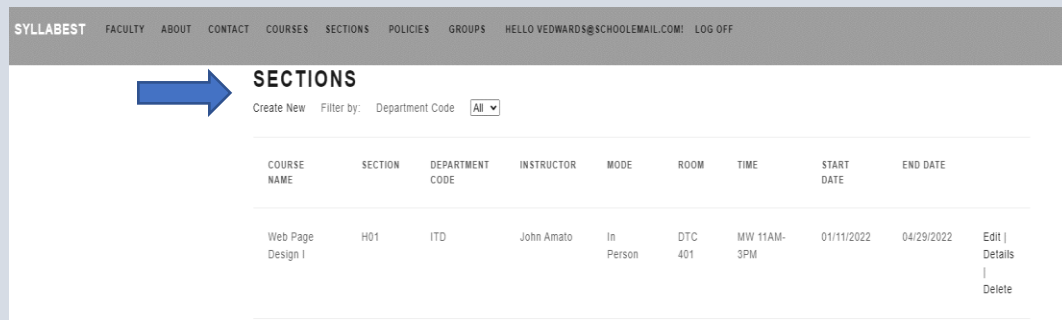 SYLLABEST FACULTY ABOUT CONTACT COURSES SECTIONS POLICIES GROUPS HELLO VEDWARDS@SCHOOLEMAIL.COM! LOG OFF
SECTIONS
Create New Filter by: Department Code All
COURSE NAME SECTION DEPARTMENT CODE INSTRUCTOR MODE ROOM TIME START DATE END DATE
Web Page Design I H01 ITD John Amato In Person DTC 401 MW 11AM-3PM 01/11/2022 04/29/2022 Edit | Details | Delete